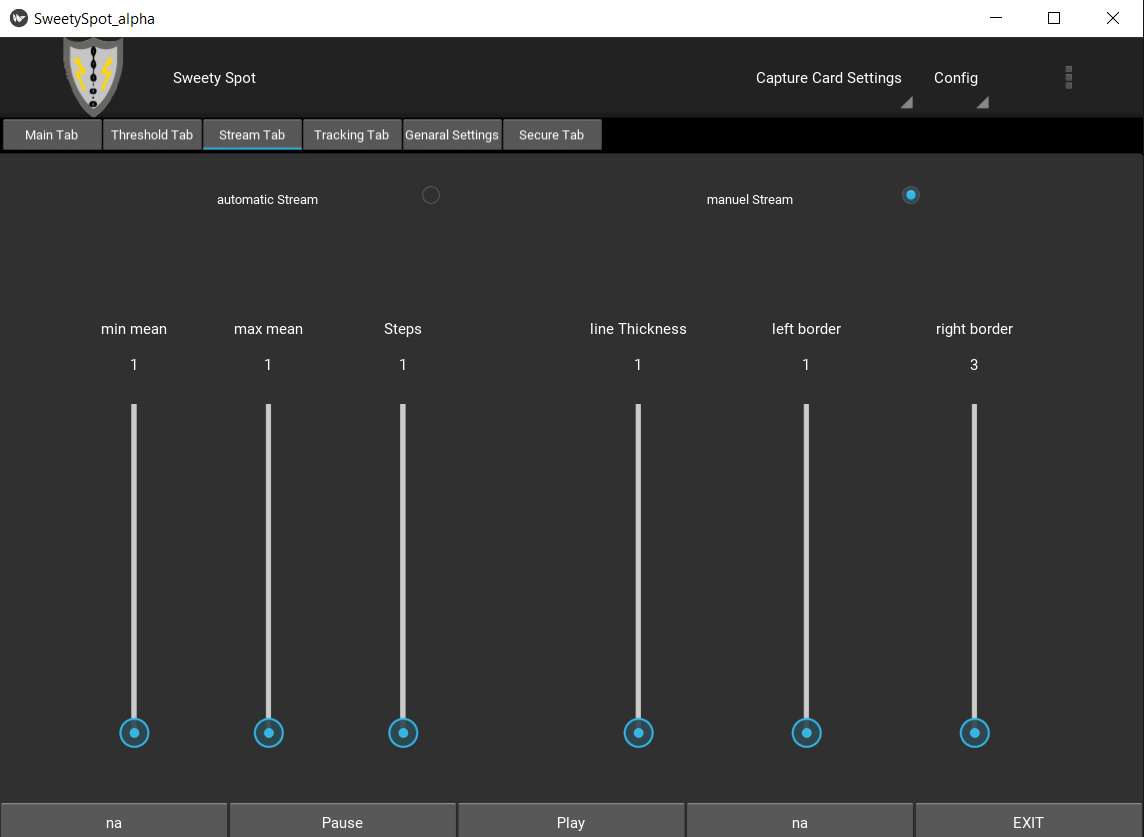 SweetySpot_alpha
Sweety Spot
Capture Card Settings
Config
Main Tab
Threshold Tab
Stream Tab
Tracking Tab
Genaral Settings
Secure Tab
automatic Stream
manuel Stream
min mean
max mean
Steps
line Thickness
left border
right border
1
1
1
1
1
3
na
Pause
Play
na
EXIT